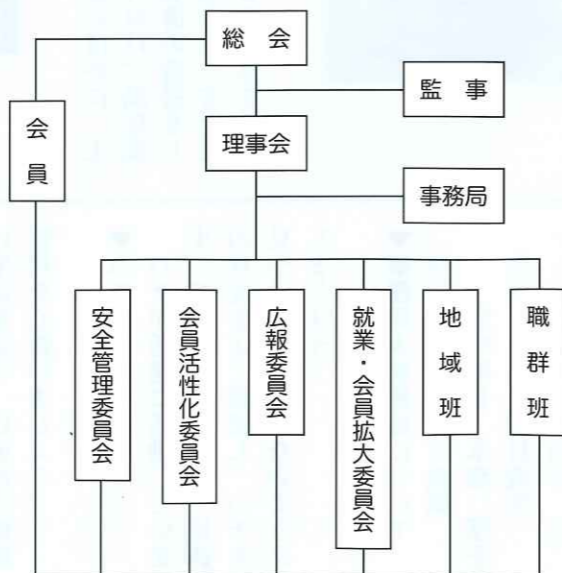 総会
監事
会員
理事会
事務局
安全管理委員会
会員活性化委員会
広報委員会
就業・会員拡大委員会
地域班
職群班